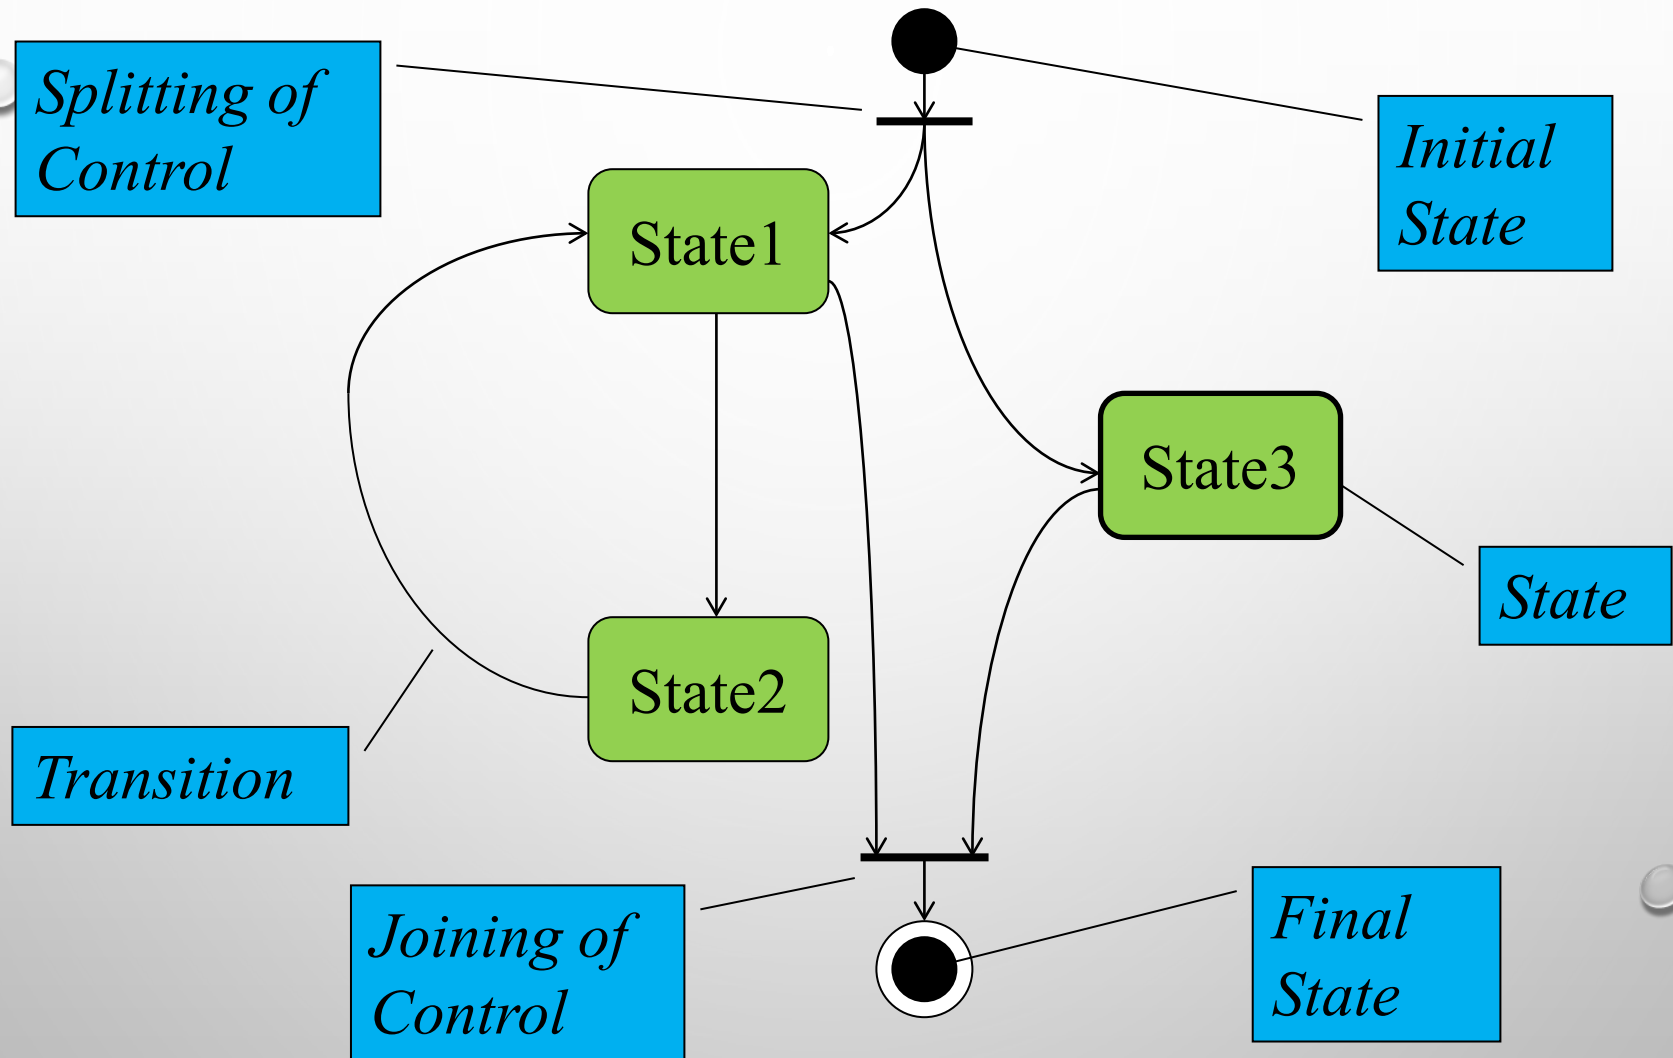 Splitting of
Control
Initial
State
State1
State3
State
State2
Transition
Joining of
Control
Final
State